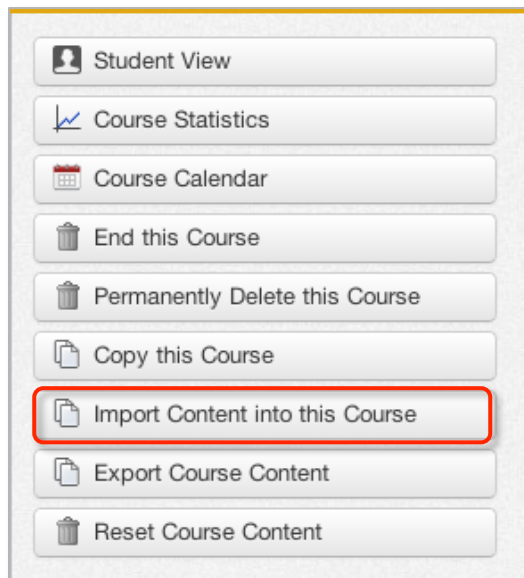 Student View
Course Statistics
Course Calendar
End this Course
Permanently Delete this Course
Copy this Course
Import Content into this Course
Export Course Content
Reset Course Content